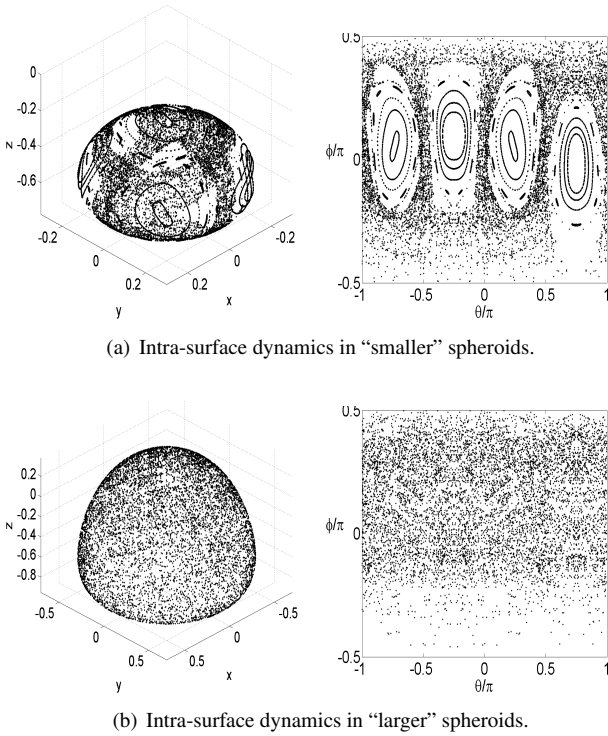 0
-0.2
-0.4
-0.6
z
-0.2
0
0.2
y
-0.2
0
0.2
x
0.5
ϕ/π
0
-0.5
-1 -0.5 0 0.5 1
θ/π
(a) Intra-surface dynamics in “smaller” spheroids.
0.2
0
-0.2
-0.4
-0.6
-0.8
z
-0.5
0
0.5
y
-0.5
0
0.5
x
0.5
ϕ/π
0
-0.5
-1 -0.5 0 0.5 1
θ/π
(b) Intra-surface dynamics in “larger” spheroids.